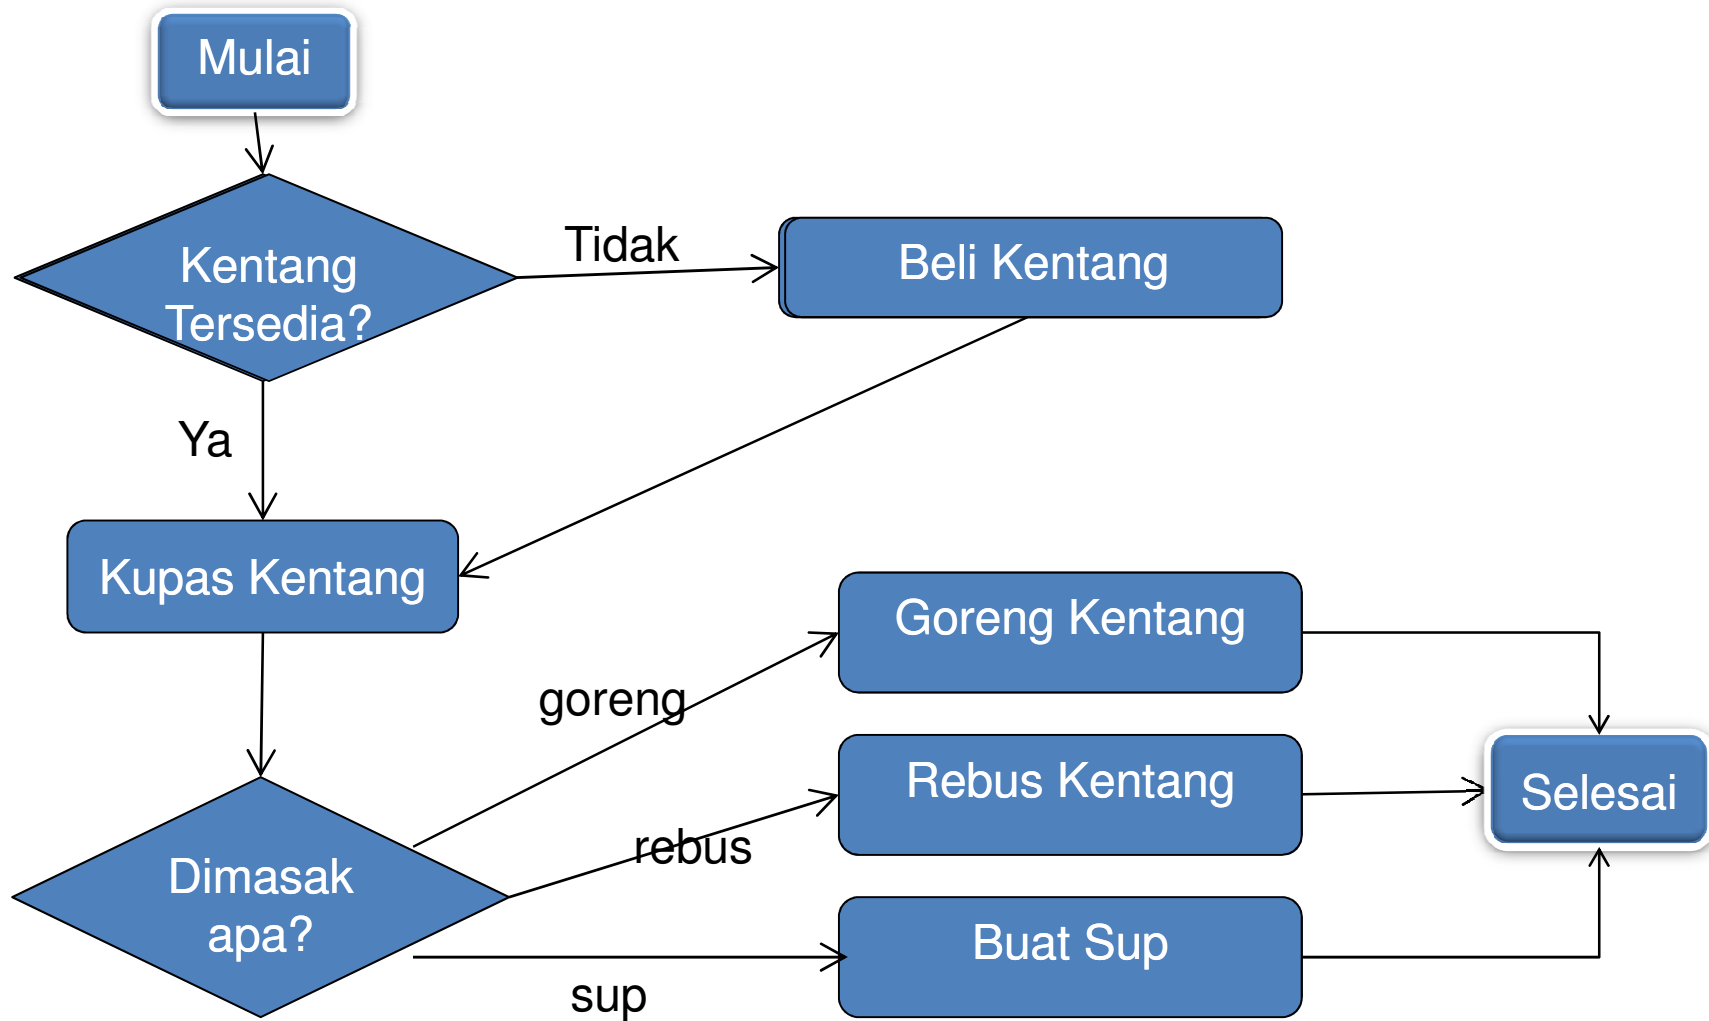 Mulai
Tidak
Beli Kentang
Kentang
Tersedia?
Ya
Kupas Kentang
Goreng Kentang
goreng
Rebus Kentang
Selesai
rebus
Dimasak
apa?
Buat Sup
sup